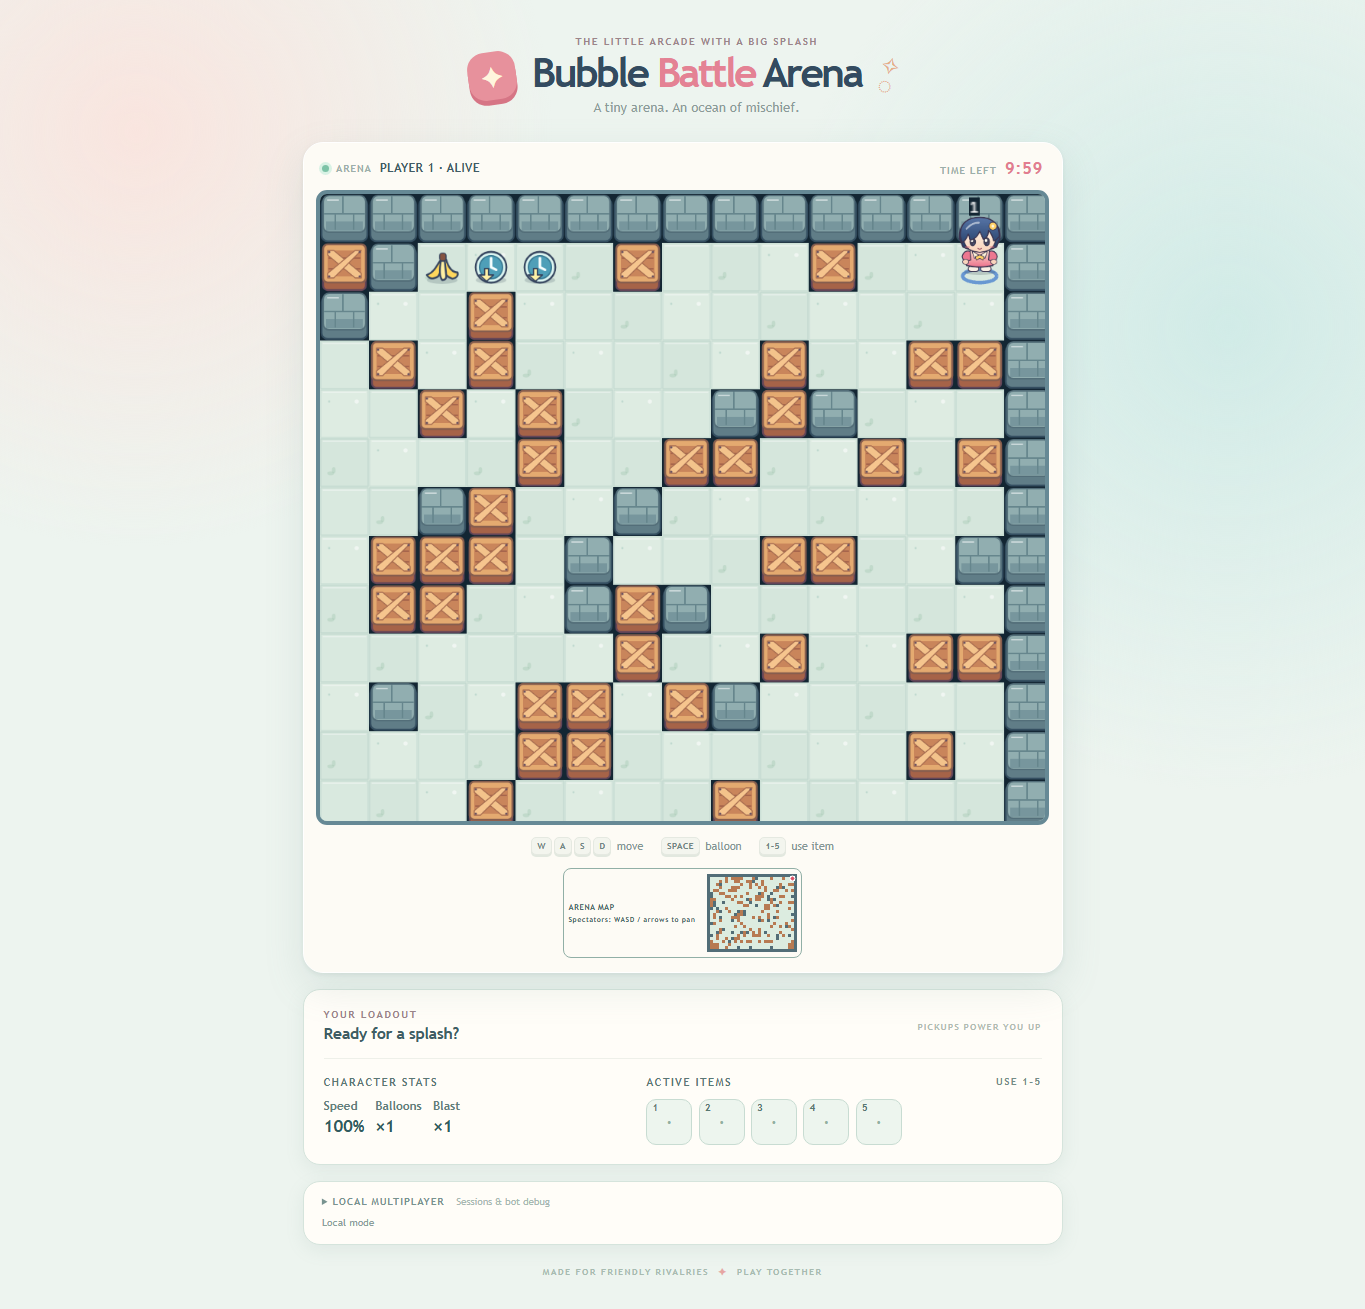 THE LITTLE ARCADE WITH A BIG SPLASH
Bubble Battle Arena
A tiny arena. An ocean of mischief.
ARENA PLAYER 1 · ALIVE
TIME LEFT 9:59
1
W A S D move SPACE balloon 1-5 use item
ARENA MAP
Spectators: WASD / arrows to pan
YOUR LOADOUT
Ready for a splash?
PICKUPS POWER YOU UP
CHARACTER STATS
Speed Balloons Blast
100% ×1 ×1
ACTIVE ITEMS
USE 1-5
1 2 3 4 5
LOCAL MULTIPLAYER Sessions & bot debug
Local mode
MADE FOR FRIENDLY RIVALRIES ✦ PLAY TOGETHER